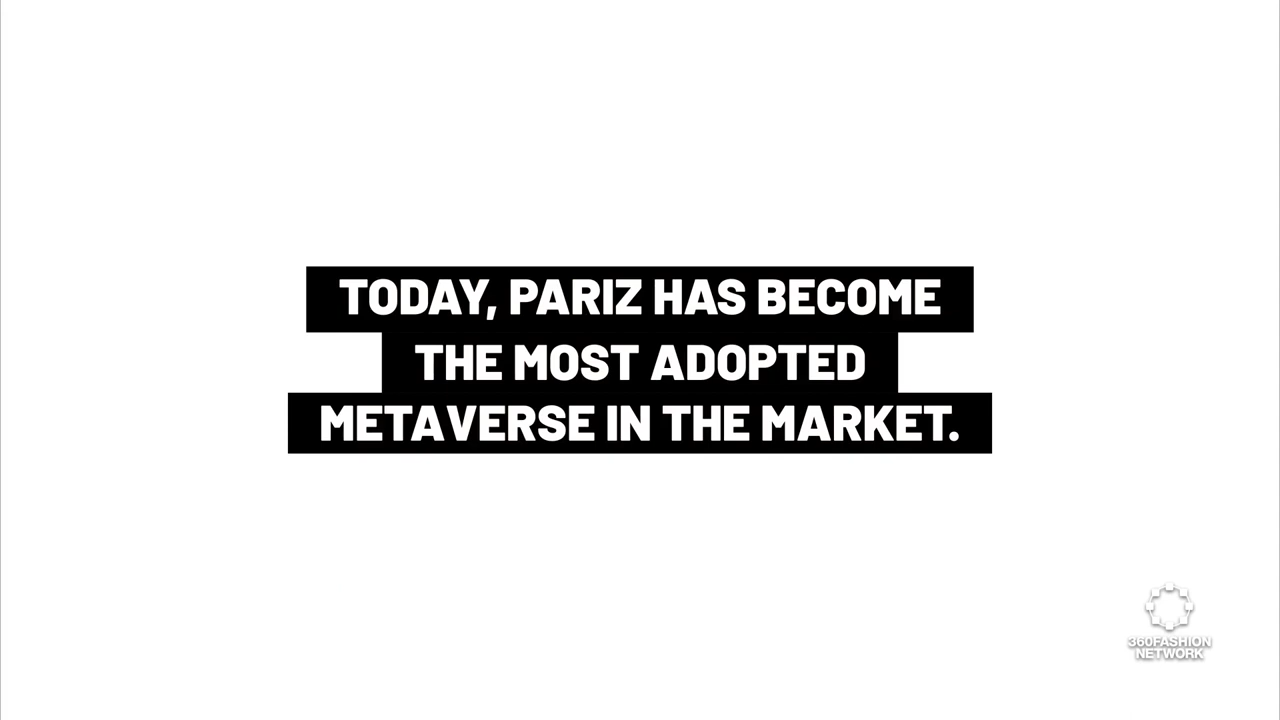 TODAY, PARIZ HAS BECOME
THE MOST ADOPTED
METAVERSE IN THE MARKET.
360FASHION
NETWORK